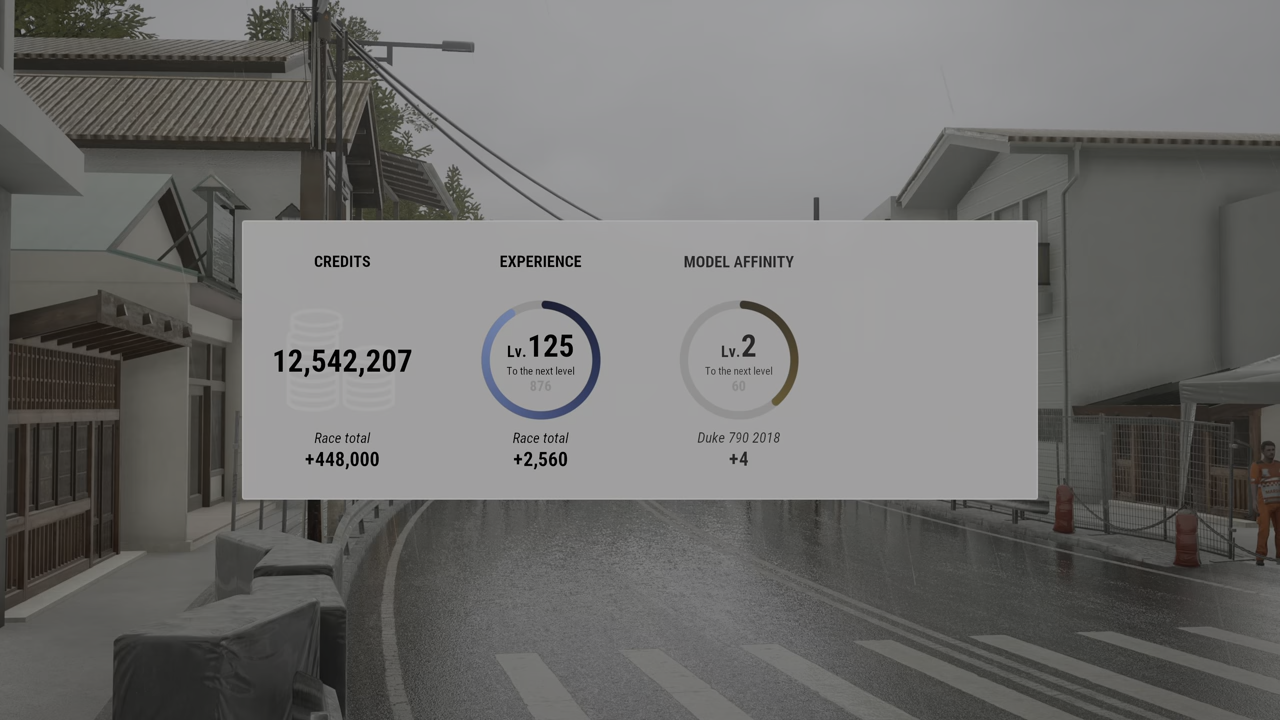 CREDITS
12,542,207
Race total
+448,000
EXPERIENCE
Lv.125
To the next level
876
Race total
+2,560
MODEL AFFINITY
Lv.2
To the next level
60
Duke 790 2018
+4